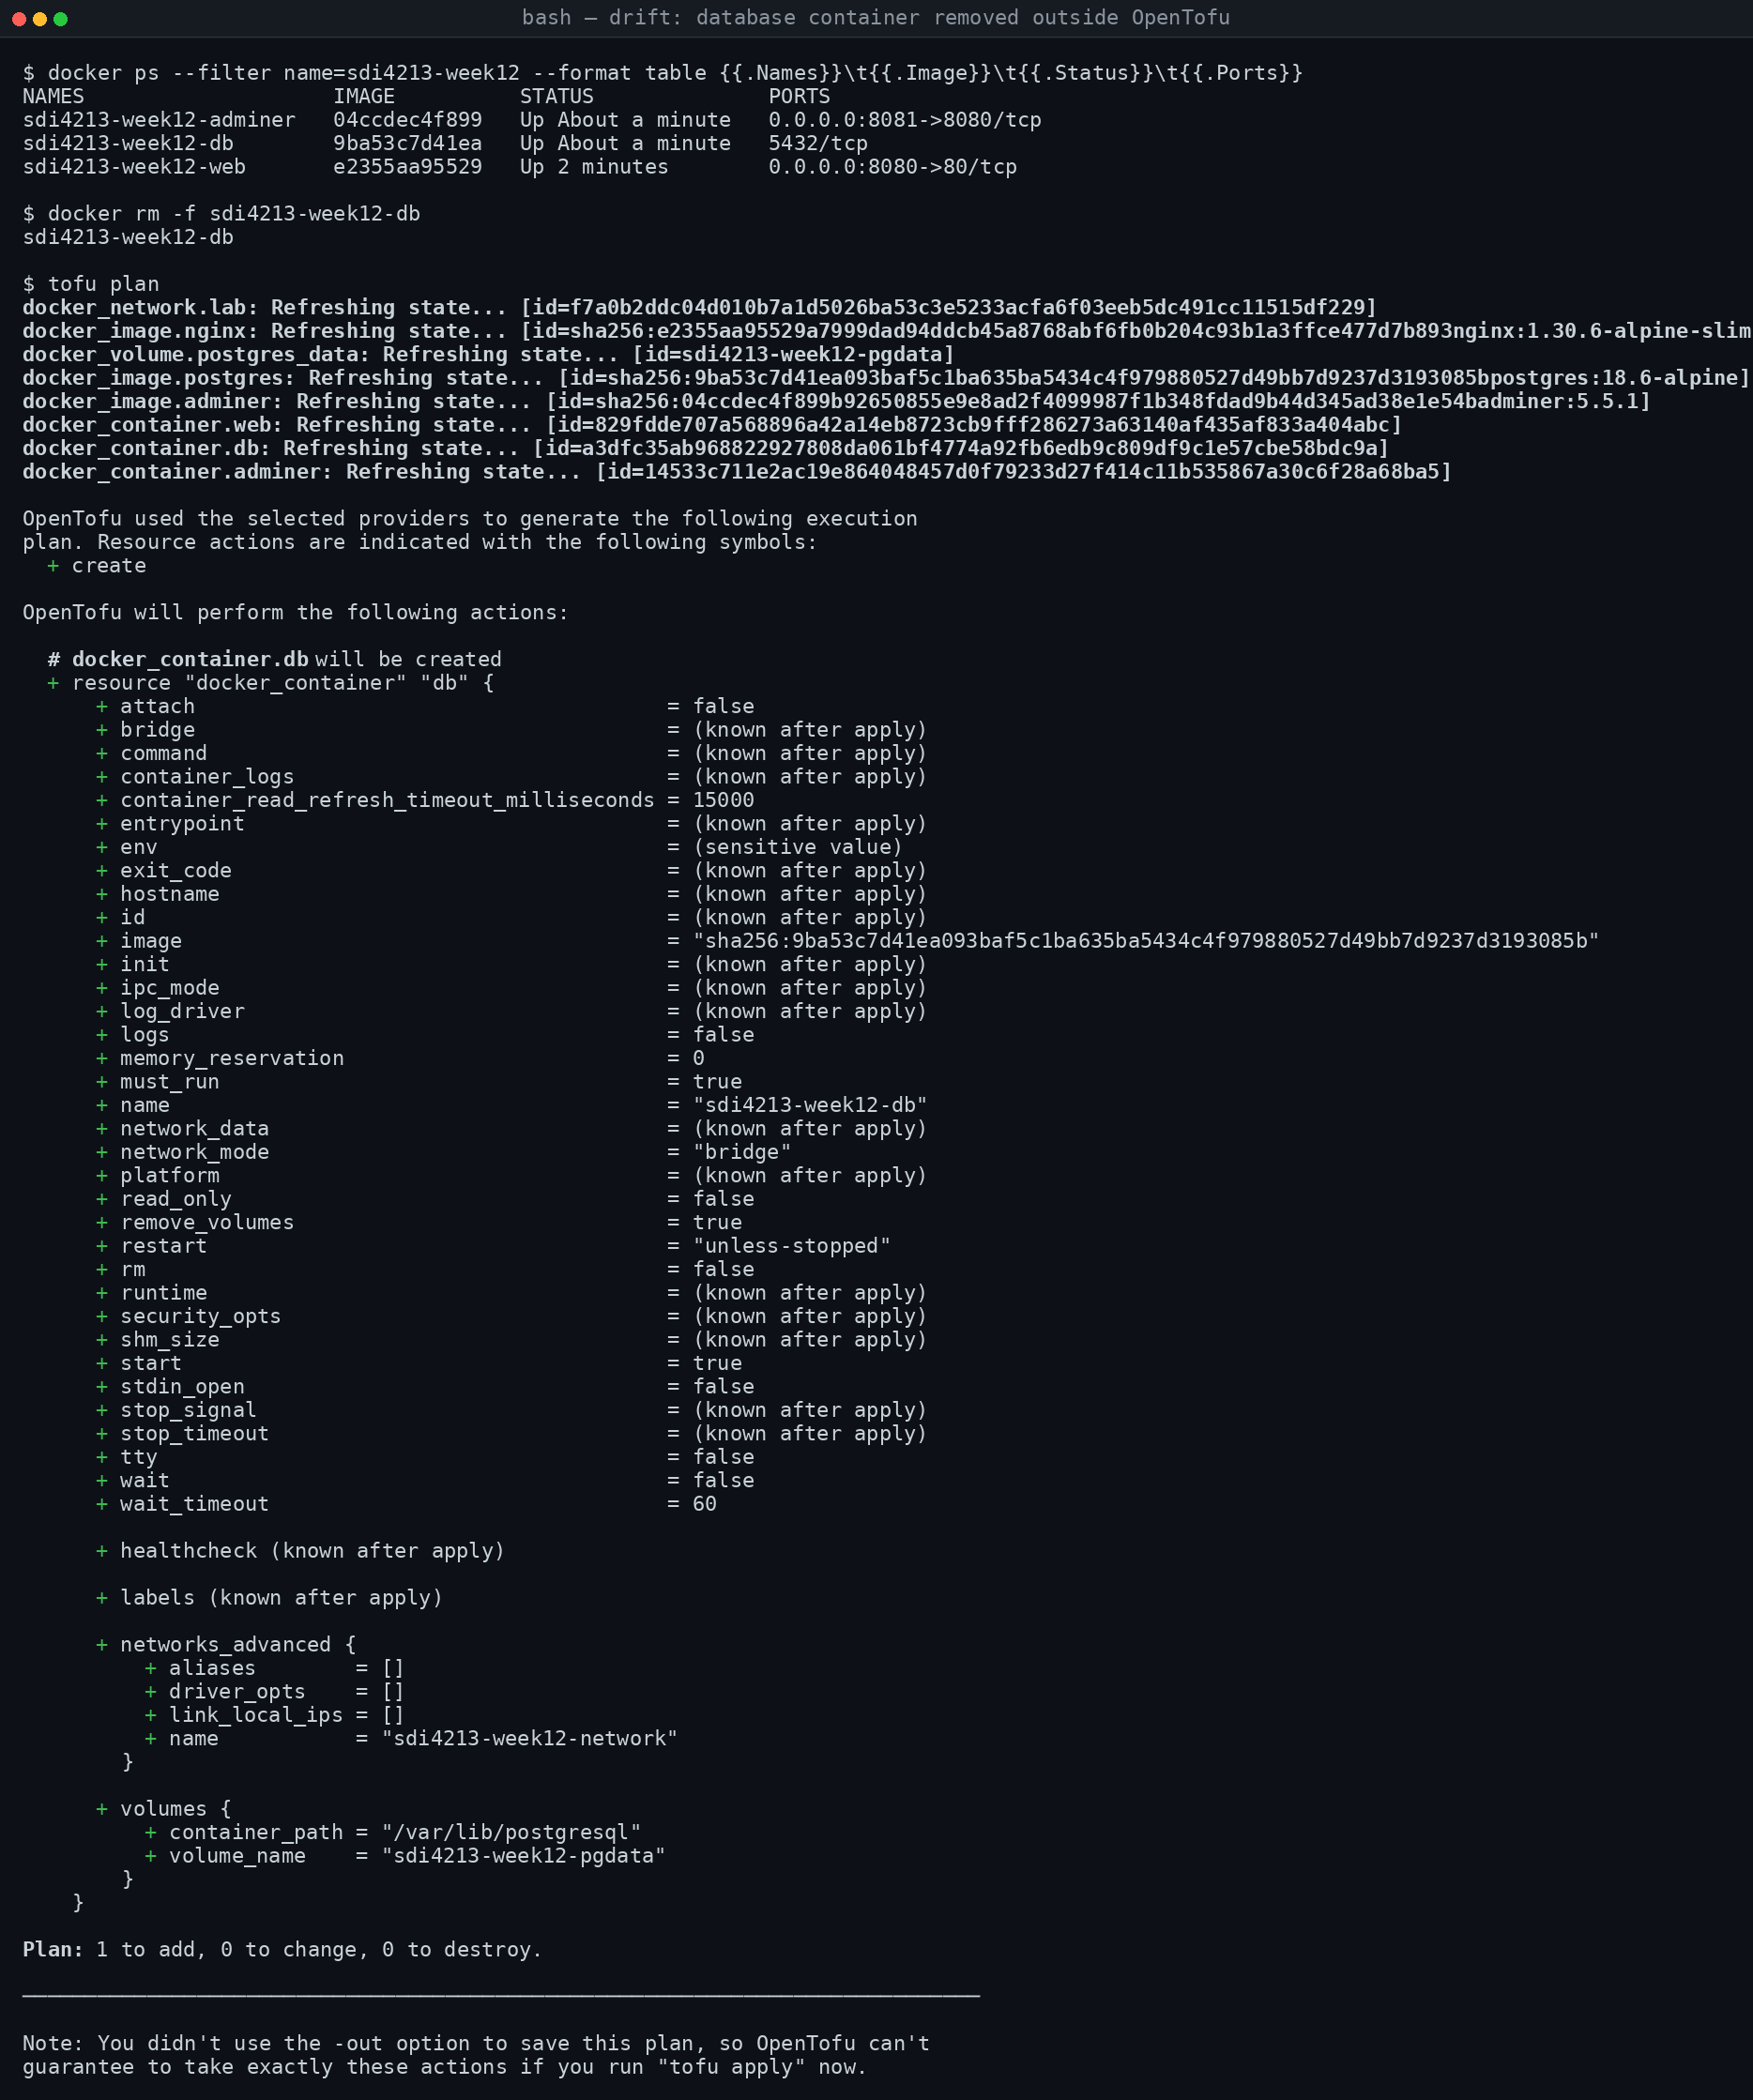 bash — drift: database container removed outside OpenTofu
$ docker ps --filter name=sdi4213-week12 --format table {{.Names}}\t{{.Image}}\t{{.Status}}\t{{.Ports}}
NAMES                    IMAGE          STATUS              PORTS
sdi4213-week12-adminer   04ccdec4f899   Up About a minute   0.0.0.0:8081->8080/tcp
sdi4213-week12-db        9ba53c7d41ea   Up About a minute   5432/tcp
sdi4213-week12-web       e2355aa95529   Up 2 minutes        0.0.0.0:8080->80/tcp
$ docker rm -f sdi4213-week12-db
sdi4213-week12-db
$ tofu plan
docker_network.lab: Refreshing state... [id=f7a0b2ddc04d010b7a1d5026ba53c3e5233acfa6f03eeb5dc491cc11515df229]
docker_image.nginx: Refreshing state... [id=sha256:e2355aa95529a7999dad94ddcb45a8768abf6fb0b204c93b1a3ffce477d7b893nginx:1.30.6-alpine-slim
docker_volume.postgres_data: Refreshing state... [id=sdi4213-week12-pgdata]
docker_image.postgres: Refreshing state... [id=sha256:9ba53c7d41ea093baf5c1ba635ba5434c4f979880527d49bb7d9237d3193085bpostgres:18.6-alpine]
docker_image.adminer: Refreshing state... [id=sha256:04ccdec4f899b92650855e9e8ad2f4099987f1b348fdad9b44d345ad38e1e54badminer:5.5.1]
docker_container.web: Refreshing state... [id=829fdde707a568896a42a14eb8723cb9fff286273a63140af435af833a404abc]
docker_container.db: Refreshing state... [id=a3dfc35ab968822927808da061bf4774a92fb6edb9c809df9c1e57cbe58bdc9a]
docker_container.adminer: Refreshing state... [id=14533c711e2ac19e864048457d0f79233d27f414c11b535867a30c6f28a68ba5]
OpenTofu used the selected providers to generate the following execution
plan. Resource actions are indicated with the following symbols:
  + create
OpenTofu will perform the following actions:
  # docker_container.db will be created
  + resource "docker_container" "db" {
      + attach                                      = false
      + bridge                                      = (known after apply)
      + command                                     = (known after apply)
      + container_logs                              = (known after apply)
      + container_read_refresh_timeout_milliseconds = 15000
      + entrypoint                                  = (known after apply)
      + env                                         = (sensitive value)
      + exit_code                                   = (known after apply)
      + hostname                                    = (known after apply)
      + id                                          = (known after apply)
      + image                                       = "sha256:9ba53c7d41ea093baf5c1ba635ba5434c4f979880527d49bb7d9237d3193085b"
      + init                                        = (known after apply)
      + ipc_mode                                    = (known after apply)
      + log_driver                                  = (known after apply)
      + logs                                        = false
      + memory_reservation                          = 0
      + must_run                                    = true
      + name                                        = "sdi4213-week12-db"
      + network_data                                = (known after apply)
      + network_mode                                = "bridge"
      + platform                                    = (known after apply)
      + read_only                                   = false
      + remove_volumes                              = true
      + restart                                     = "unless-stopped"
      + rm                                          = false
      + runtime                                     = (known after apply)
      + security_opts                               = (known after apply)
      + shm_size                                    = (known after apply)
      + start                                       = true
      + stdin_open                                  = false
      + stop_signal                                 = (known after apply)
      + stop_timeout                                = (known after apply)
      + tty                                         = false
      + wait                                        = false
      + wait_timeout                                = 60
      + healthcheck (known after apply)
      + labels (known after apply)
      + networks_advanced {
          + aliases        = []
          + driver_opts    = []
          + link_local_ips = []
          + name           = "sdi4213-week12-network"
        }
      + volumes {
          + container_path = "/var/lib/postgresql"
          + volume_name    = "sdi4213-week12-pgdata"
        }
    }
Plan: 1 to add, 0 to change, 0 to destroy.
Note: You didn't use the -out option to save this plan, so OpenTofu can't
guarantee to take exactly these actions if you run "tofu apply" now.